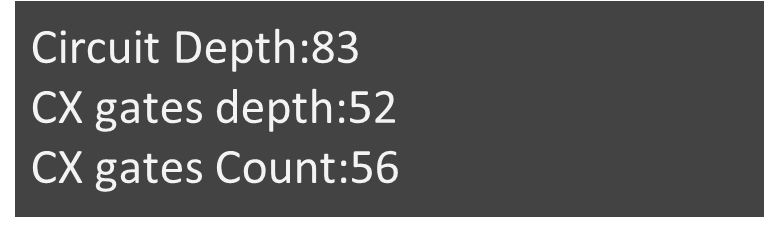 Circuit Depth:83
CX gates depth:52
CX gates Count:56